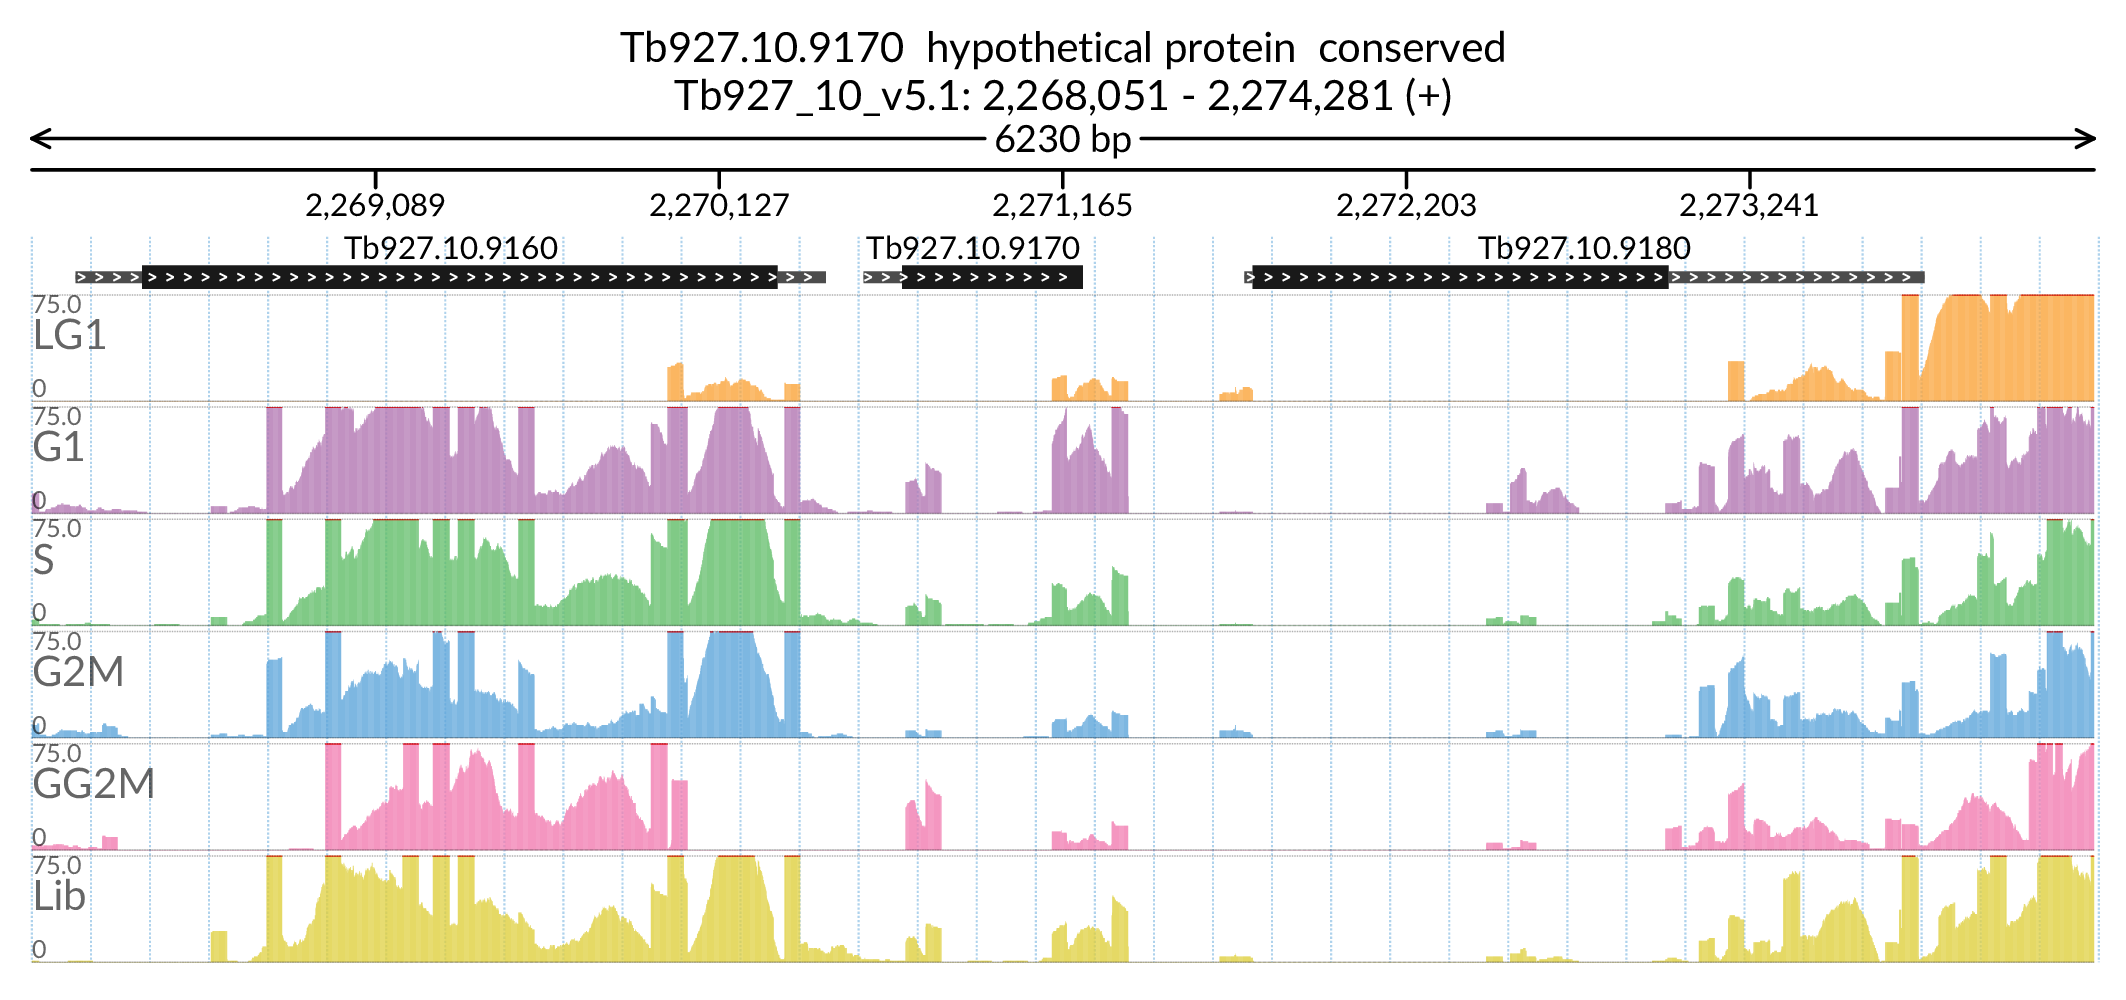 Tb927.10.9170 hypothetical protein conserved
Tb927_10_v5.1: 2,268,051 - 2,274,281 (+)
6230 bp
2,269,089 2,270,127 2,271,165 2,272,203 2,273,241
Tb927.10.9160 Tb927.10.9170 Tb927.10.9180
75.0
LG1
0
75.0
G1
0
75.0
S
0
75.0
G2M
0
75.0
GG2M
0
75.0
Lib
0